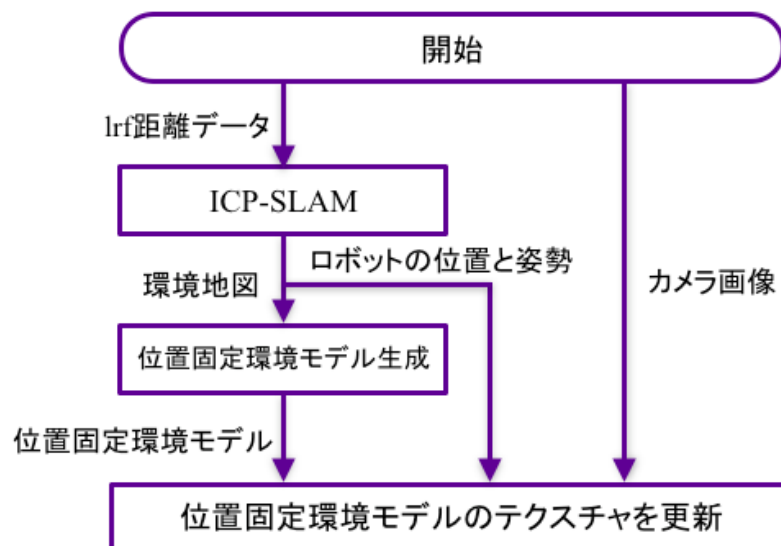 開始
lrf距離データ
ICP-SLAM
ロボットの位置と姿勢
環境地図
カメラ画像
位置固定環境モデル生成
位置固定環境モデル
位置固定環境モデルのテクスチャを更新